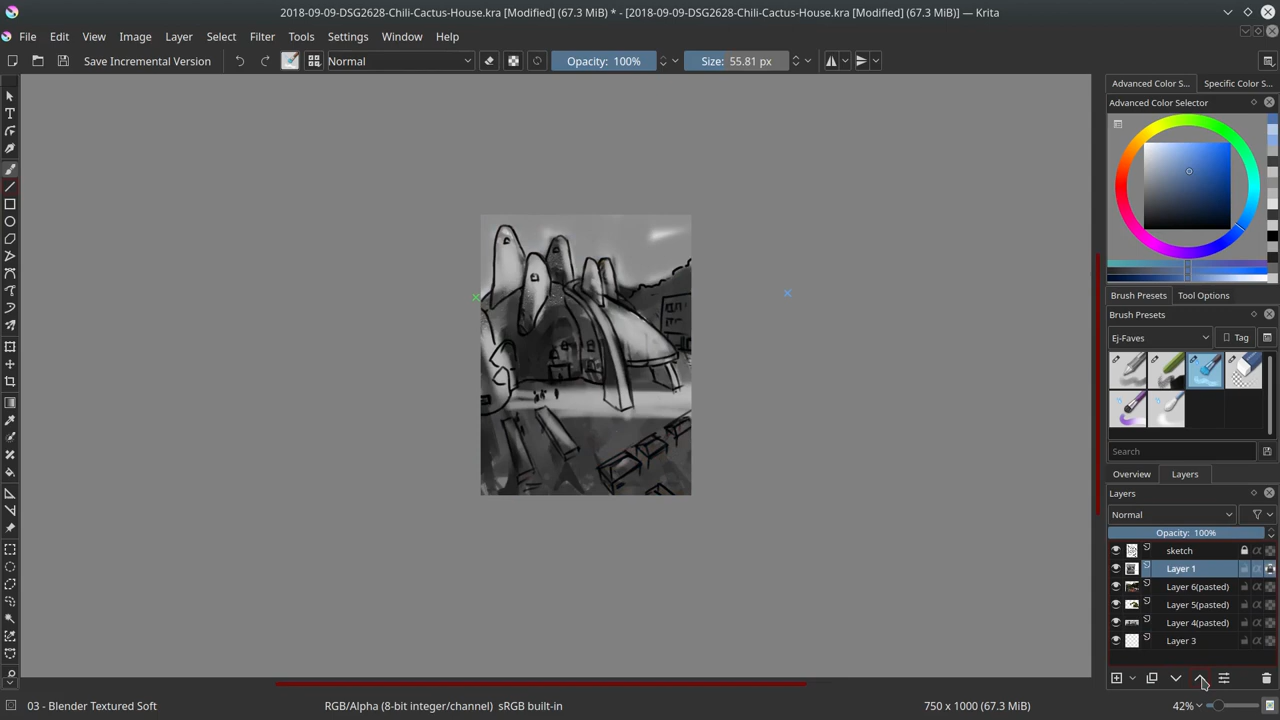 2018-09-09-DSG2628-Chili-Cactus-House.kra [Modified] (67.3 MiB) * - [2018-09-09-DSG2628-Chili-Cactus-House.kra [Modified] (67.3 MiB)] — Krita
File Edit View Image Layer Select Filter Tools Settings Window Help
Save Incremental Version Normal Opacity: 100% Size: 55.81 px
Advanced Color S... Specific Color S...
Advanced Color Selector
Brush Presets Tool Options
Brush Presets
Ej-Faves Tag
Search
Overview Layers
Layers
Normal
Opacity: 100%
sketch
Layer 1
Layer 6(pasted)
Layer 5(pasted)
Layer 4(pasted)
Layer 3
03 - Blender Textured Soft RGB/Alpha (8-bit integer/channel) sRGB built-in 750 x 1000 (67.3 MiB) 42%